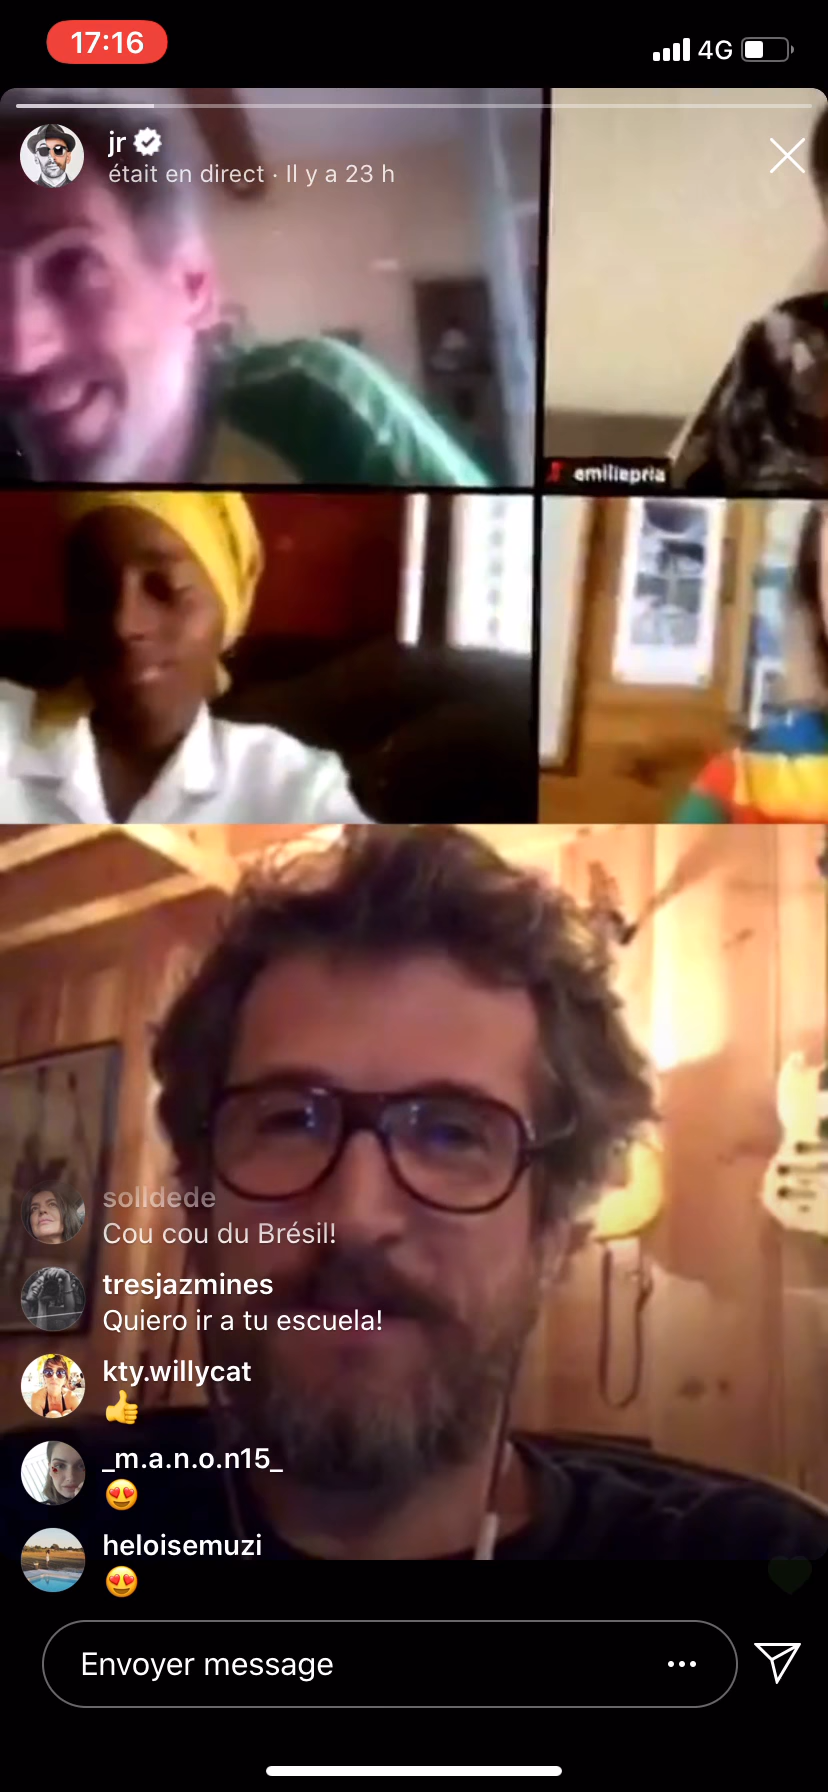 17:16
4G
jr
était en direct · Il y a 23 h
emiliepria
solldede
Cou cou du Brésil!
tresjazmines
Quiero ir a tu escuela!
kty.willycat
👍
_m.a.n.o.n15_
😍
heloisemuzi
😍
Envoyer message